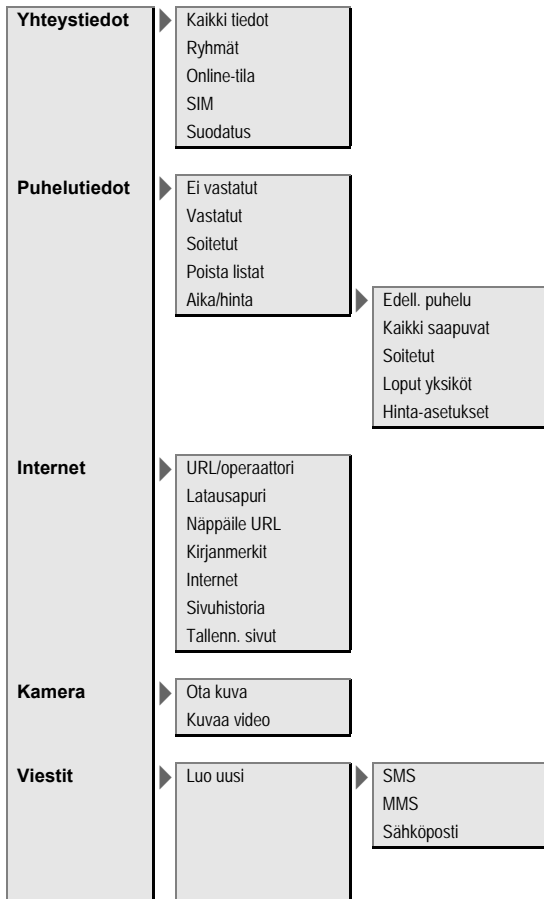 Yhteystiedot
Kaikki tiedot
Ryhmät
Online-tila
SIM
Suodatus
Puhelutiedot
Ei vastatut
Vastatut
Soitetut
Poista listat
Aika/hinta
Edell. puhelu
Kaikki saapuvat
Soitetut
Loput yksiköt
Hinta-asetukset
Internet
URL/operaattori
Latausapuri
Näppäile URL
Kirjanmerkit
Internet
Sivuhistoria
Tallenn. sivut
Kamera
Ota kuva
Kuvaa video
Viestit
Luo uusi
SMS
MMS
Sähköposti